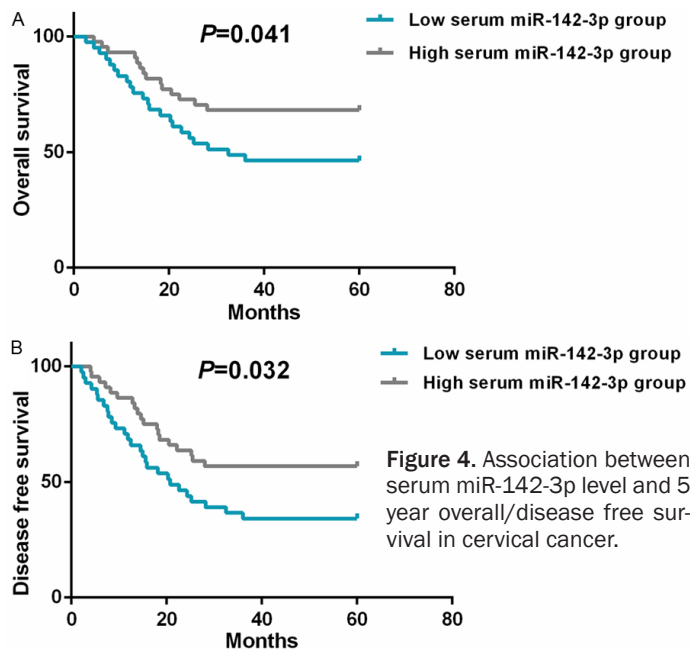 A
P=0.041
Low serum miR-142-3p group
High serum miR-142-3p group
Overall survival
100
50
0
0 20 40 60 80
Months
B
P=0.032
Low serum miR-142-3p group
High serum miR-142-3p group
Disease free survival
100
50
0
0 20 40 60 80
Months
Figure 4. Association between
serum miR-142-3p level and 5
year overall/disease free sur-
vival in cervical cancer.